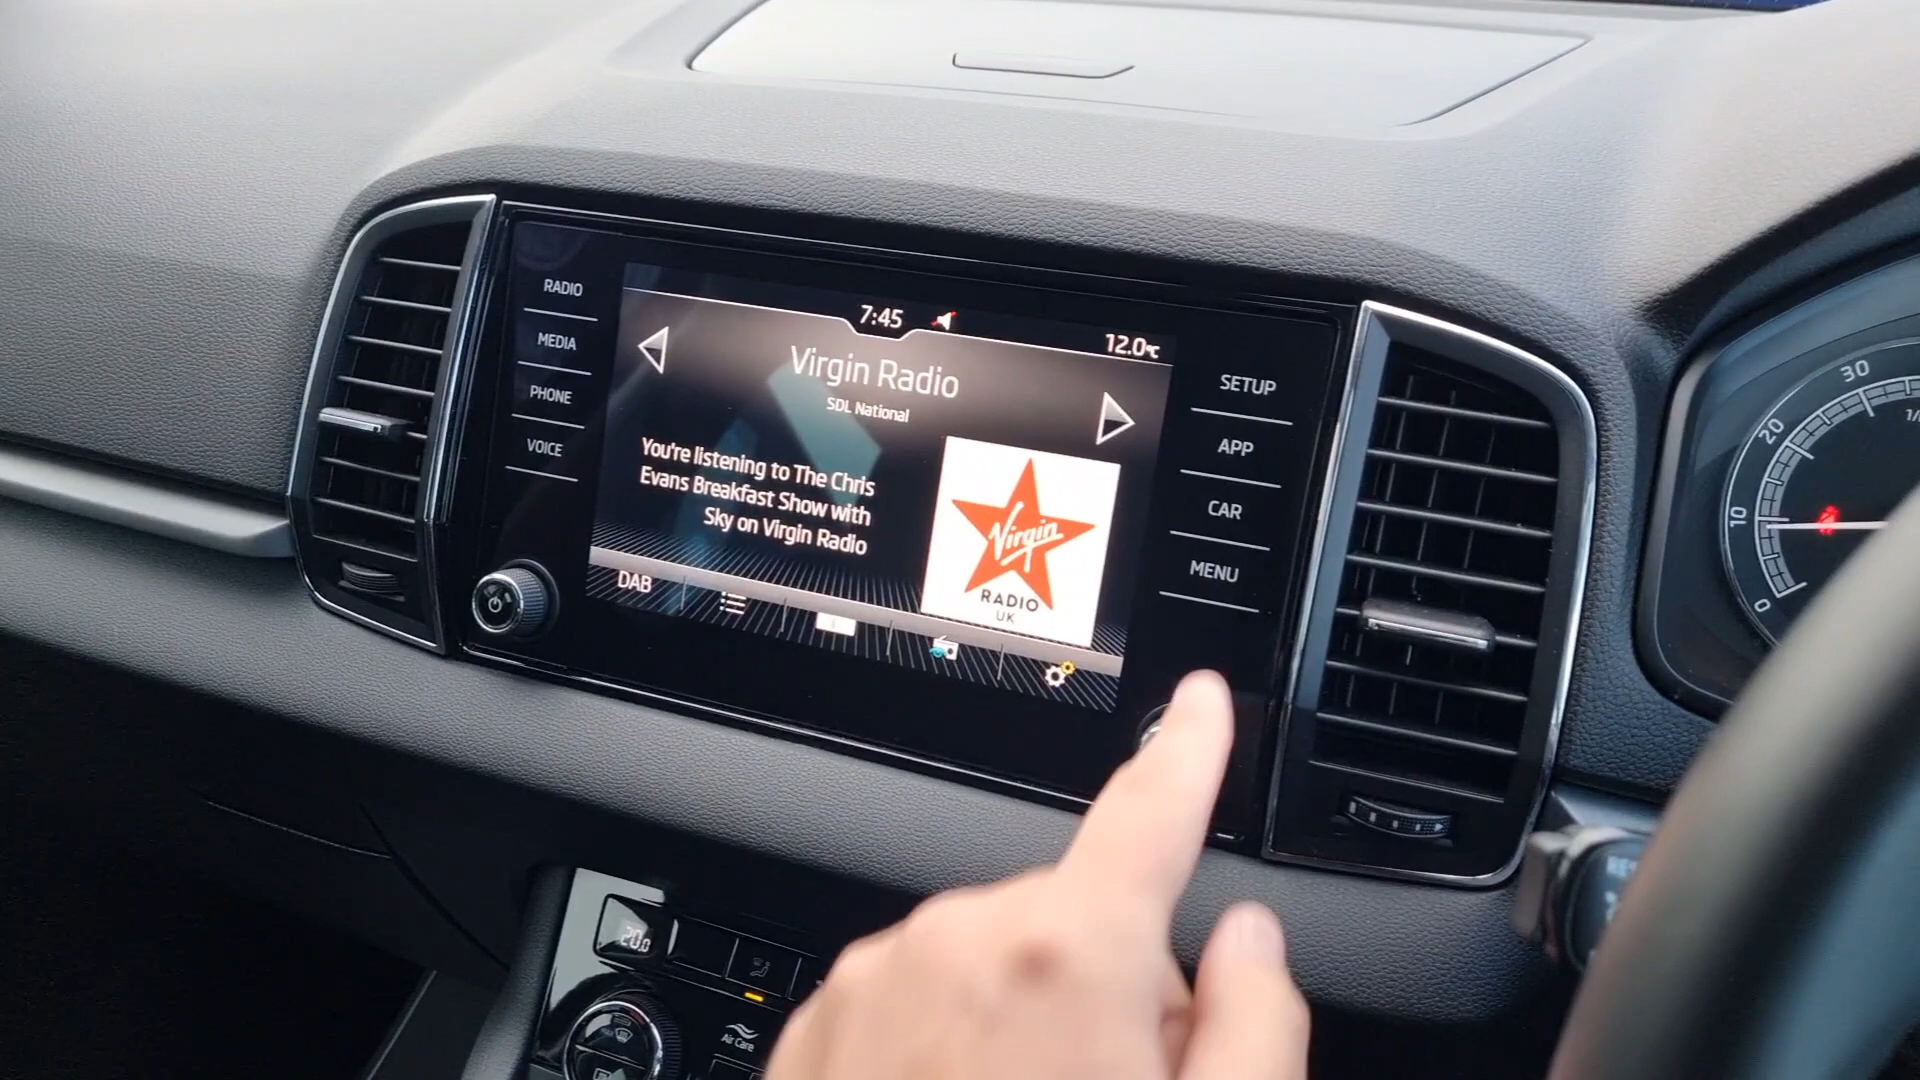 RADIO
MEDIA
PHONE
VOICE
7:45
12.0°C
Virgin Radio
SDL National
You're listening to The Chris
Evans Breakfast Show with
Sky on Virgin Radio
Virgin
RADIO
UK
DAB
SETUP
APP
CAR
MENU
30
20
10
0
20.0
Air Care